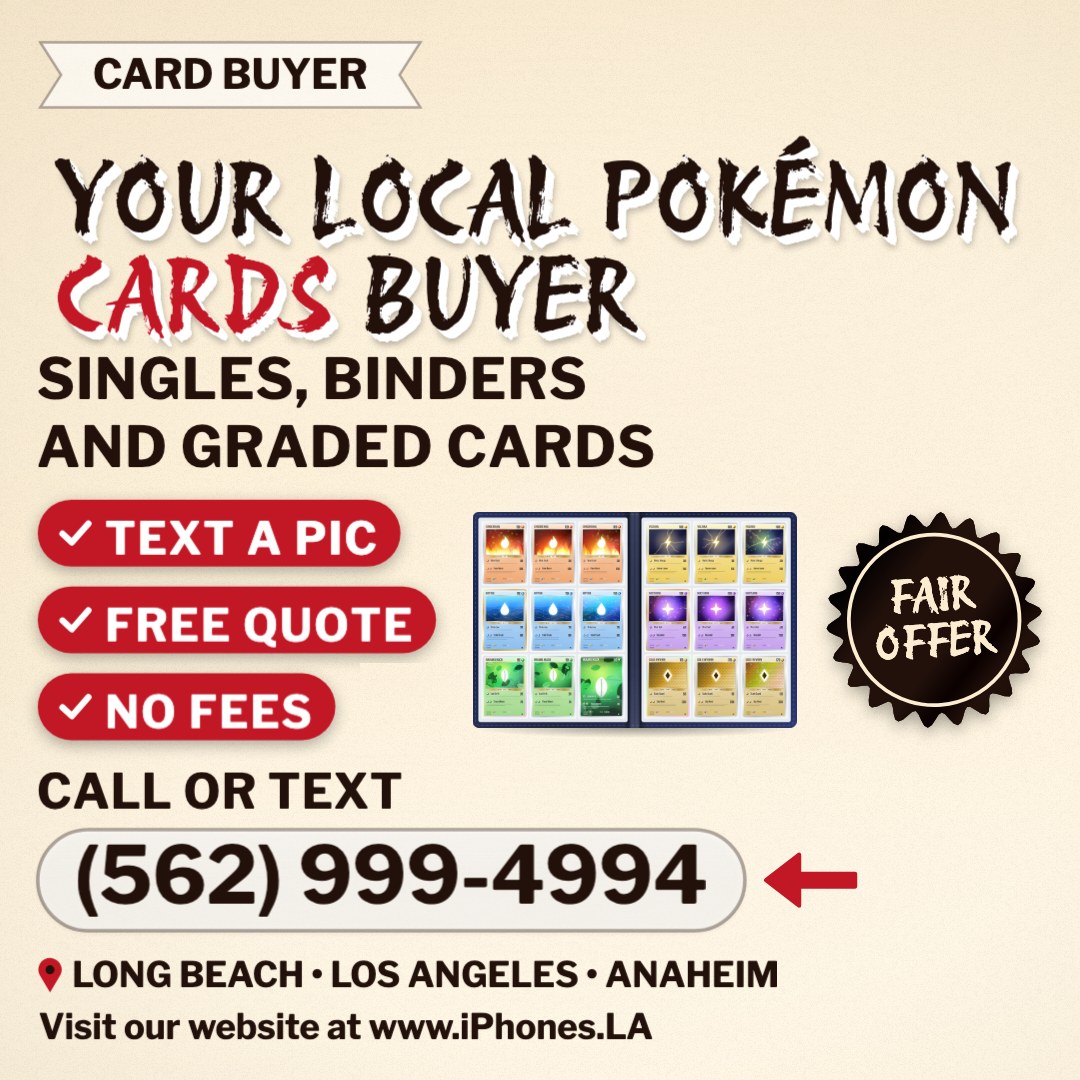 CARD BUYER
YOUR LOCAL POKÉMON
CARDS BUYER
SINGLES, BINDERS
AND GRADED CARDS
TEXT A PIC
FREE QUOTE
NO FEES
FAIR
OFFER
CALL OR TEXT
(562) 999-4994
LONG BEACH • LOS ANGELES • ANAHEIM
Visit our website at www.iPhones.LA